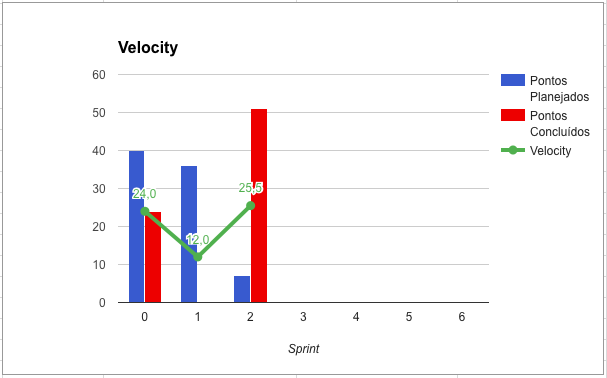 Velocity
60
50
40
30
20
10
0
24,0
12,0
25,5
0 1 2 3 4 5 6
Sprint
Pontos
Planejados
Pontos
Concluídos
Velocity